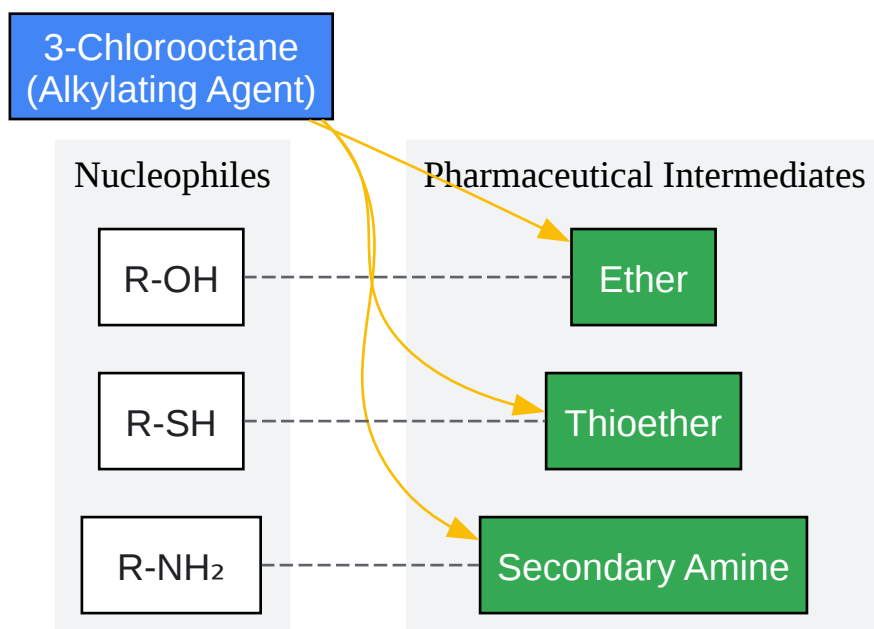 3-Chlorooctane
(Alkylating Agent)
Nucleophiles
Pharmaceutical Intermediates
R-OH
Ether
R-SH
Thioether
R-NH₂
Secondary Amine